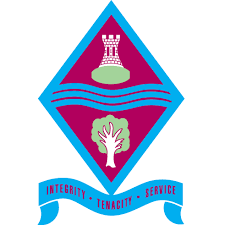 INTEGRITY · TENACITY · SERVICE